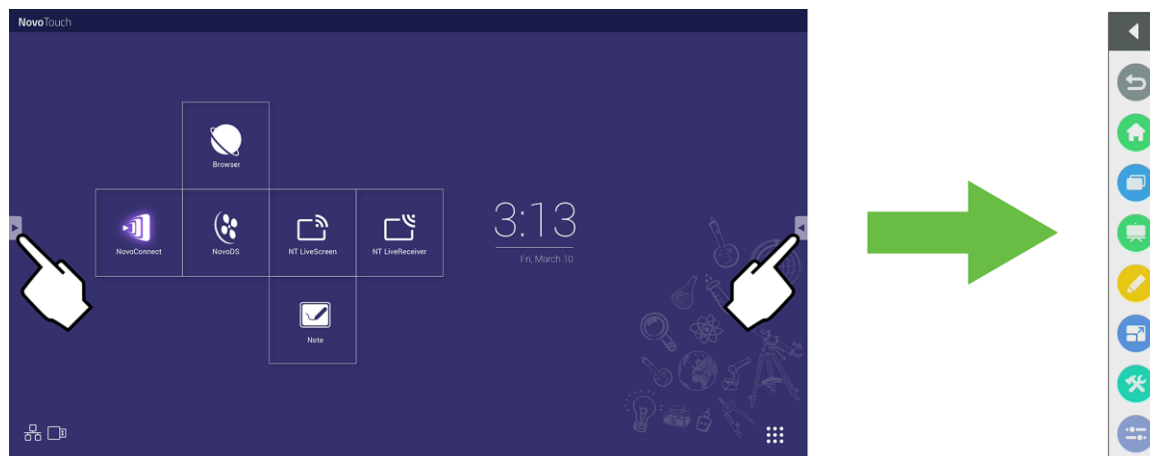 NovoTouch
Browser
NovoConnect
NovoDS
NT LiveScreen
NT LiveReceiver
3:13
Fri, March 10
Note